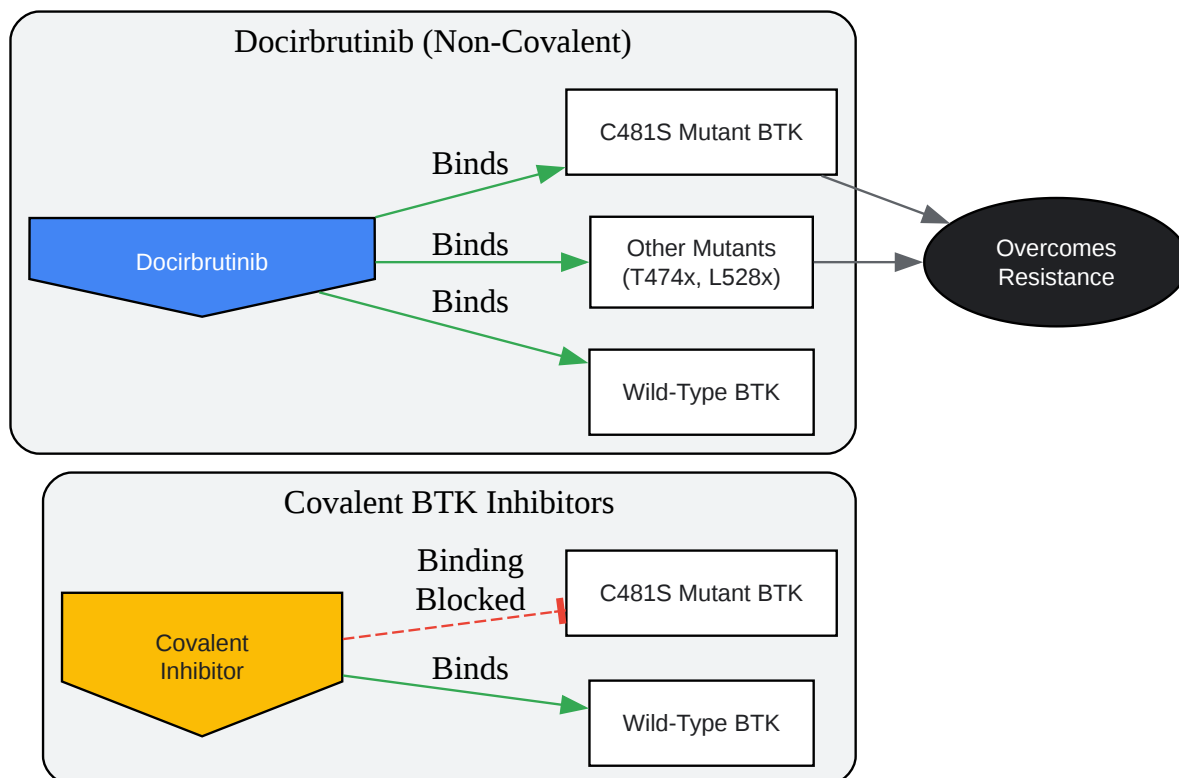 Docirbrutinib (Non-Covalent)
C481S Mutant BTK
Binds
Docirbrutinib
Binds
Other Mutants
(T474x, L528x)
Overcomes
Resistance
Binds
Wild-Type BTK
Covalent BTK Inhibitors
Binding
Blocked
C481S Mutant BTK
Covalent
Inhibitor
Binds
Wild-Type BTK